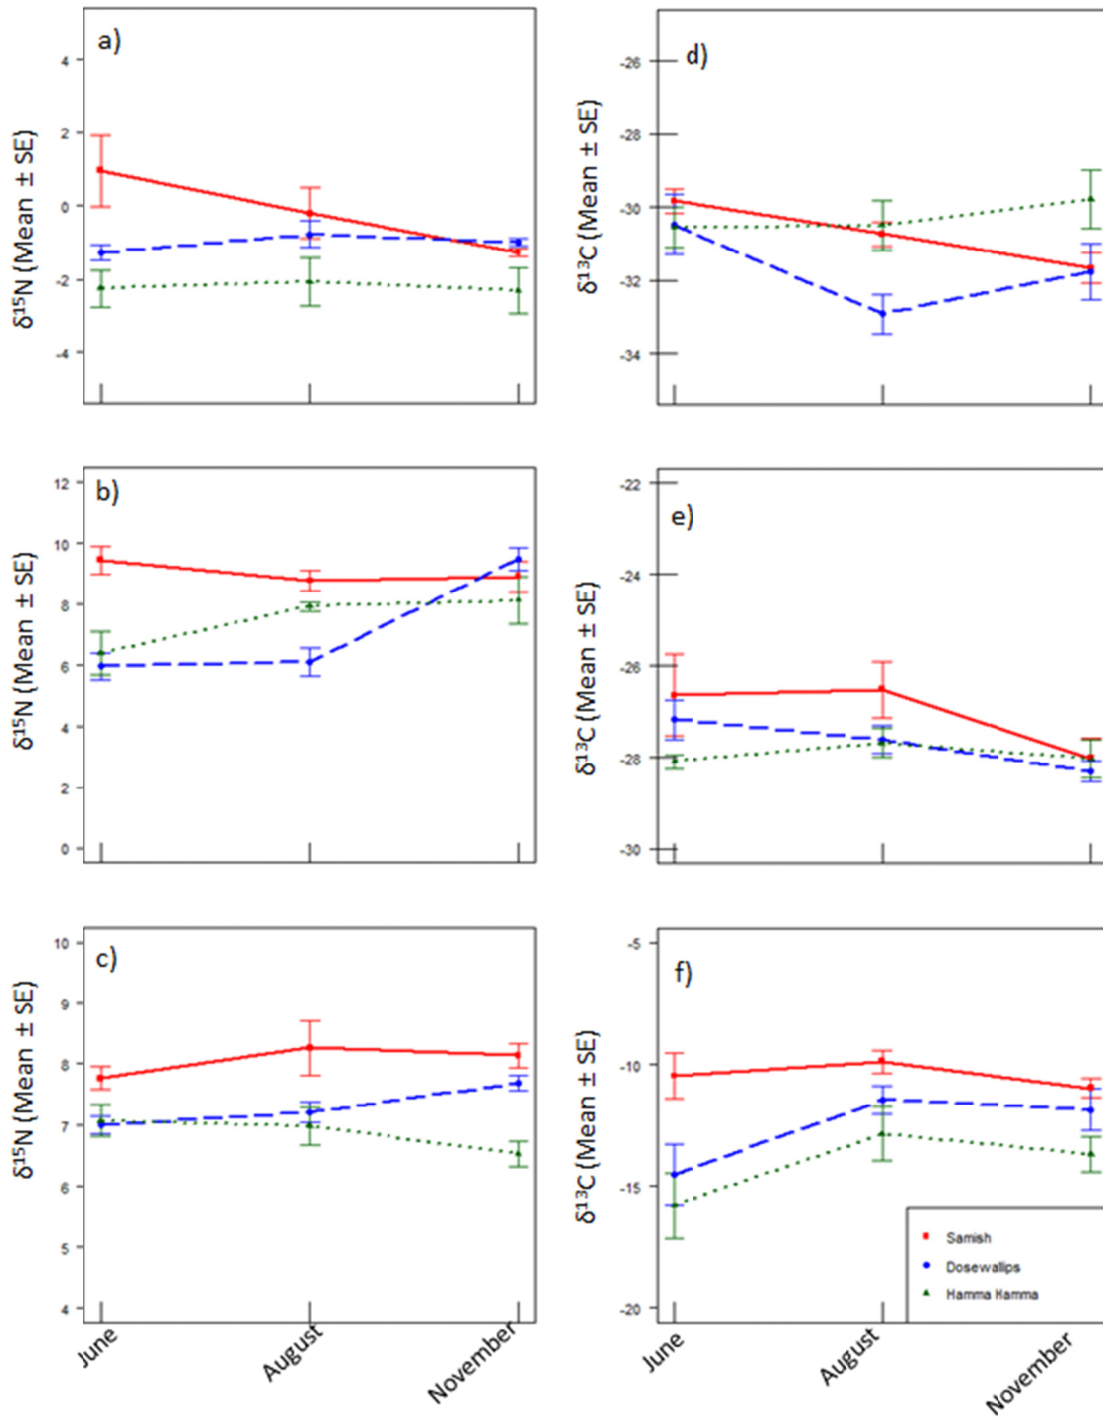 a)
δ¹⁵N (Mean ± SE)
4
2
0
-2
-4
d)
δ¹³C (Mean ± SE)
-26
-28
-30
-32
-34
b)
δ¹⁵N (Mean ± SE)
12
10
8
6
4
2
0
e)
δ¹³C (Mean ± SE)
-22
-24
-26
-28
-30
c)
δ¹⁵N (Mean ± SE)
10
9
8
7
6
5
4
June
August
November
f)
δ¹³C (Mean ± SE)
-5
-10
-15
-20
Samish
Dosewallips
Hamma Hamma
June
August
November